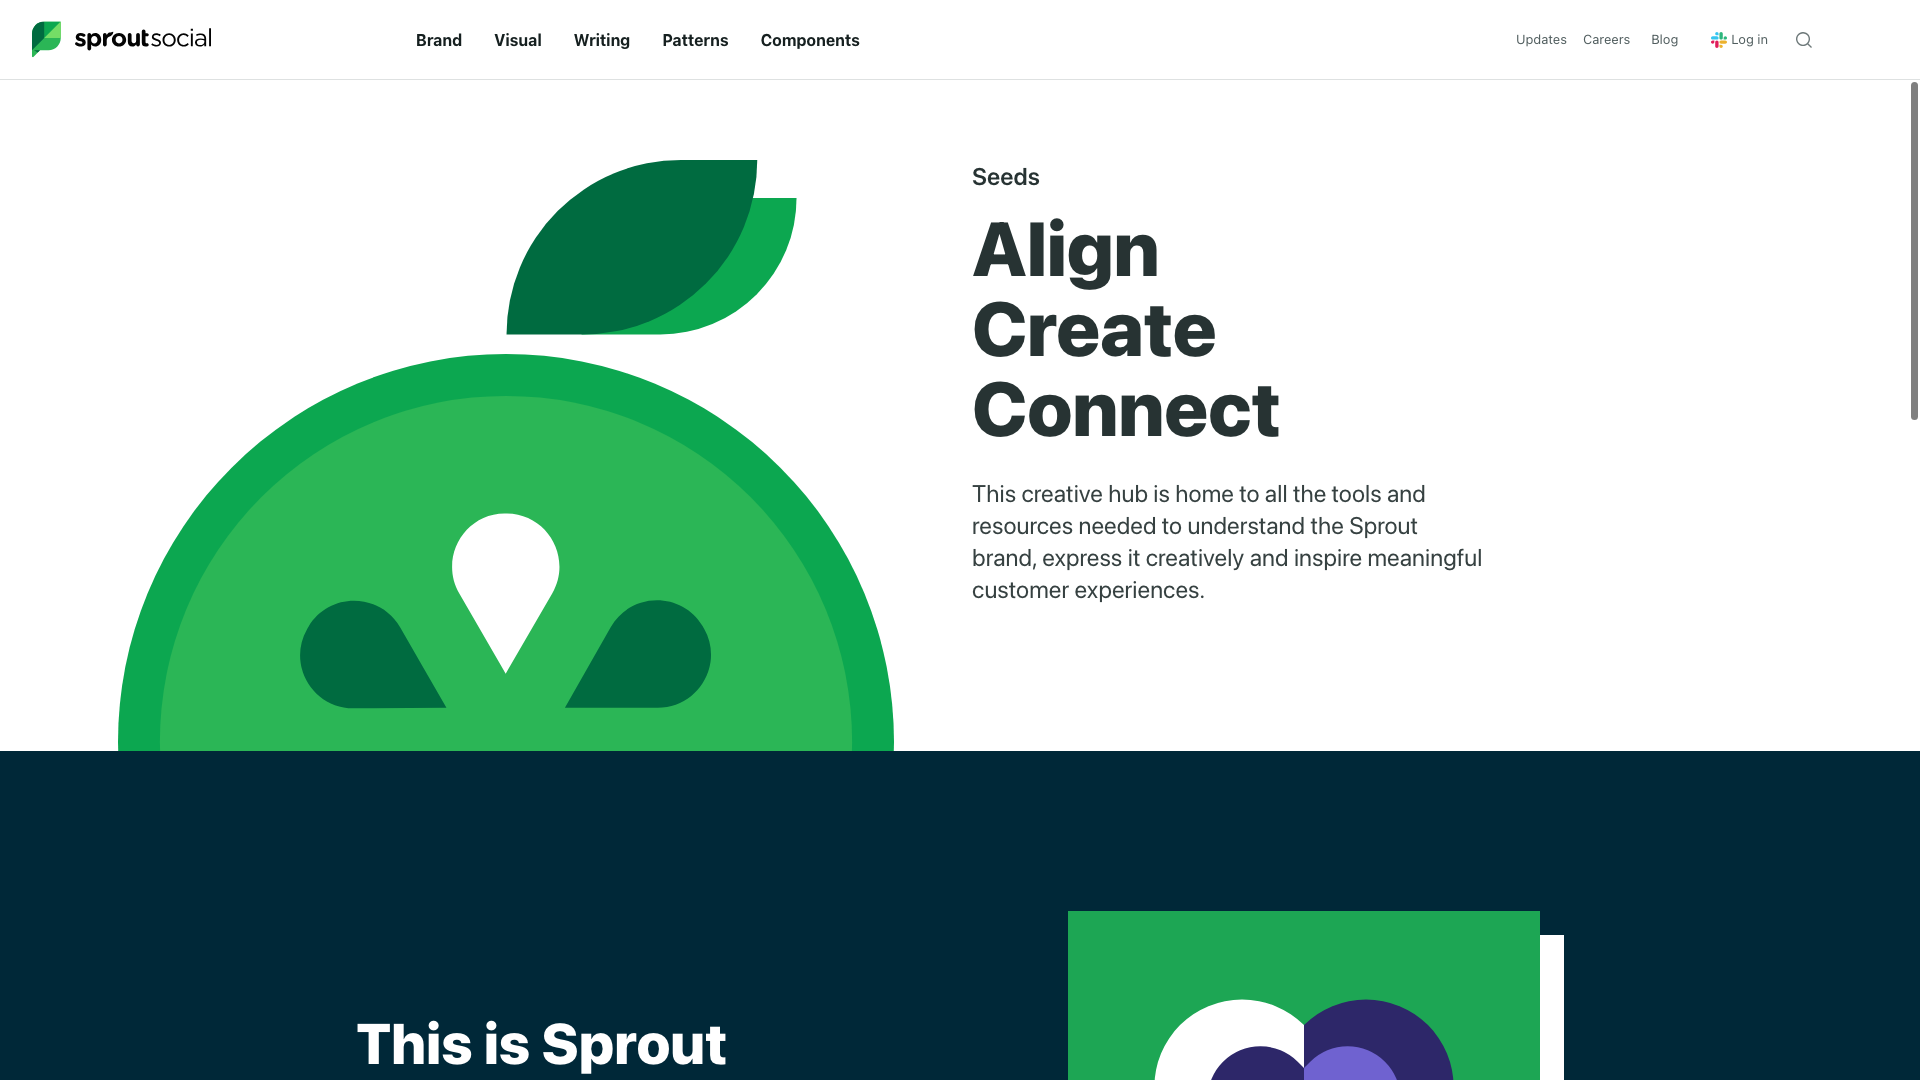 sproutsocial
Brand Visual Writing Patterns Components
Updates Careers Blog Log in
Seeds
Align
Create
Connect
This creative hub is home to all the tools and
resources needed to understand the Sprout
brand, express it creatively and inspire meaningful
customer experiences.
This is Sprout